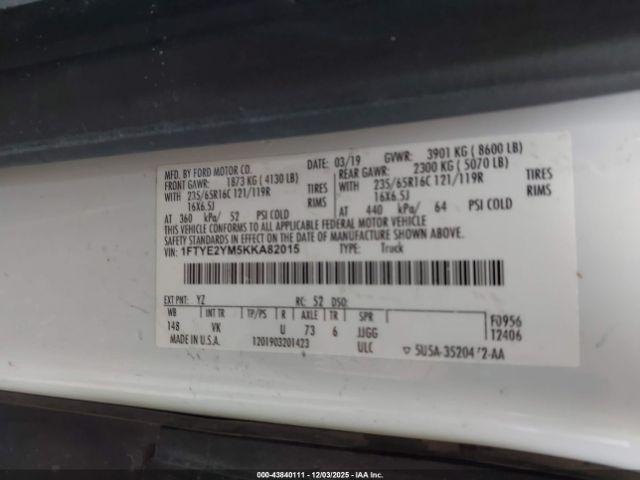 MFD. BY FORD MOTOR CO.
DATE: 03/19 GVWR: 3901 KG ( 8600 LB)
FRONT GAWR: 1873 KG ( 4130 LB) REAR GAWR: 2300 KG ( 5070 LB)
WITH 235/65R16C 121/119R TIRES WITH 235/65R16C 121/119R TIRES
16X6.5J RIMS 16X6.5J RIMS
AT 360 kPa/ 52 PSI COLD AT 440 kPa/ 64 PSI COLD
THIS VEHICLE CONFORMS TO ALL APPLICABLE FEDERAL MOTOR VEHICLE
SAFETY STANDARDS IN EFFECT ON THE DATE OF MANUFACTURE SHOWN ABOVE.
VIN: 1FTYE2YM5KKA82015 TYPE: Truck
EXT PNT: YZ RC: 52 DSO:
WB INT TR TP/PS R AXLE TR SPR
148 VK U 73 6 JJGG
F0956
12406
MADE IN U.S.A. 1201903201423 ULC 5U5A-35204 2-AA
000-43840111 - 12/03/2025 - IAA Inc.